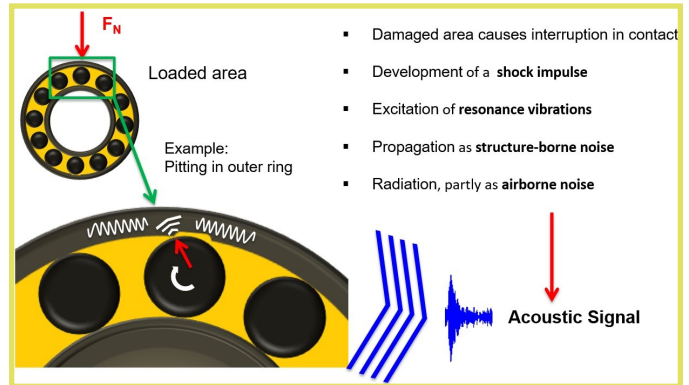 F_N
Loaded area
Example:
Pitting in outer ring
▪ Damaged area causes interruption in contact
▪ Development of a shock impulse
▪ Excitation of resonance vibrations
▪ Propagation as structure-borne noise
▪ Radiation, partly as airborne noise
Acoustic Signal